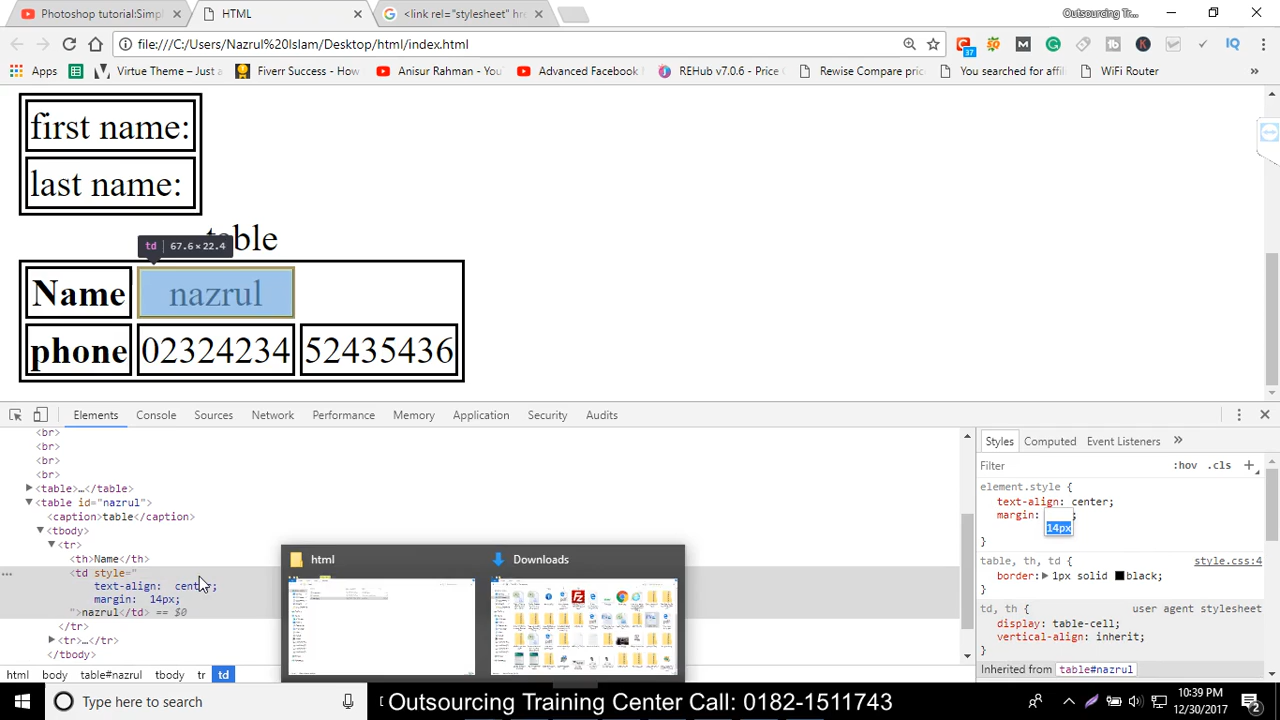 Photoshop tutorial:Simpl
HTML
<link rel="stylesheet" hre
Outsourcing Tr...
file:///C:/Users/Nazrul%20Islam/Desktop/html/index.html
37
Apps
Virtue Theme - Just a
Fiverr Success - How
Anisur Rahman - You
Advanced Facebook
REHub v7.0.6 - Price C
Rewise Compare pric
You searched for affil
WiFi Router
first name:
last name:
table
td 67.6×22.4
Name nazrul
phone 02324234 52435436
Elements Console Sources Network Performance Memory Application Security Audits
<br>
<br>
<br>
<br>
<table>…</table>
<table id="nazrul">
<caption>table</caption>
<tbody>
<tr>
<th>Name</th>
<td style="
text-align: center;
margin: 14px;
">nazrul</td> == $0
</tr>
<tr>…</tr>
</tbody>
html body table#nazrul tbody tr td
Styles Computed Event Listeners
Filter :hov .cls +
element.style {
text-align: center;
margin: ;
14px
}
table, th, td { style.css:4
border: 1px solid black;
}
td, th { user agent stylesheet
display: table-cell;
vertical-align: inherit;
}
Inherited from table#nazrul
html
Downloads
Type here to search
Outsourcing Training Center Call: 0182-1511743
10:39 PM
12/30/2017
2